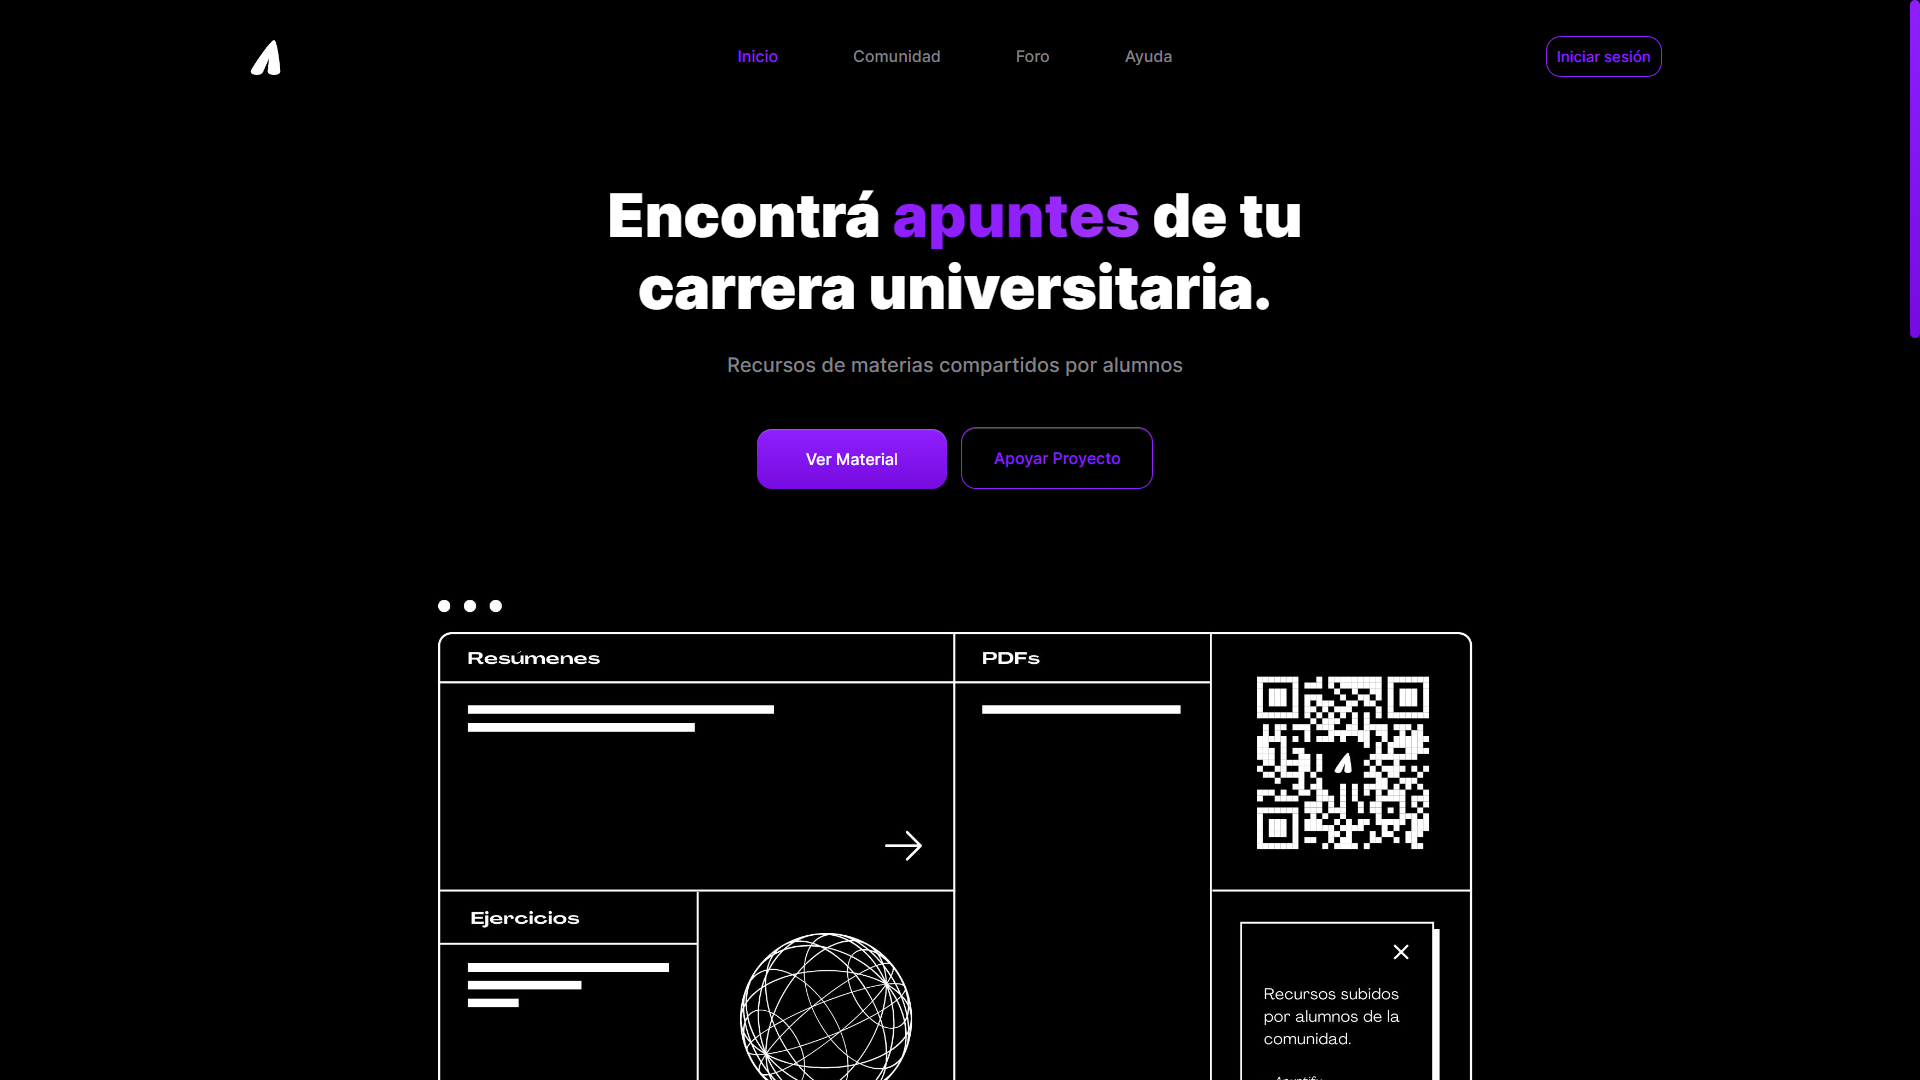 Inicio
Comunidad
Foro
Ayuda
Iniciar sesión
Encontrá apuntes de tu
carrera universitaria.
Recursos de materias compartidos por alumnos
Ver Material
Apoyar Proyecto
Resúmenes
PDFs
Ejercicios
Recursos subidos
por alumnos de la
comunidad.